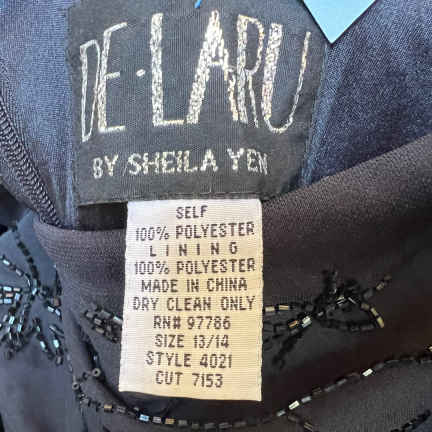 DE·LARU
BY SHEILA YEN
SELF
100% POLYESTER
LINING
100% POLYESTER
MADE IN CHINA
DRY CLEAN ONLY
RN# 97786
SIZE 13/14
STYLE 4021
CUT 7153